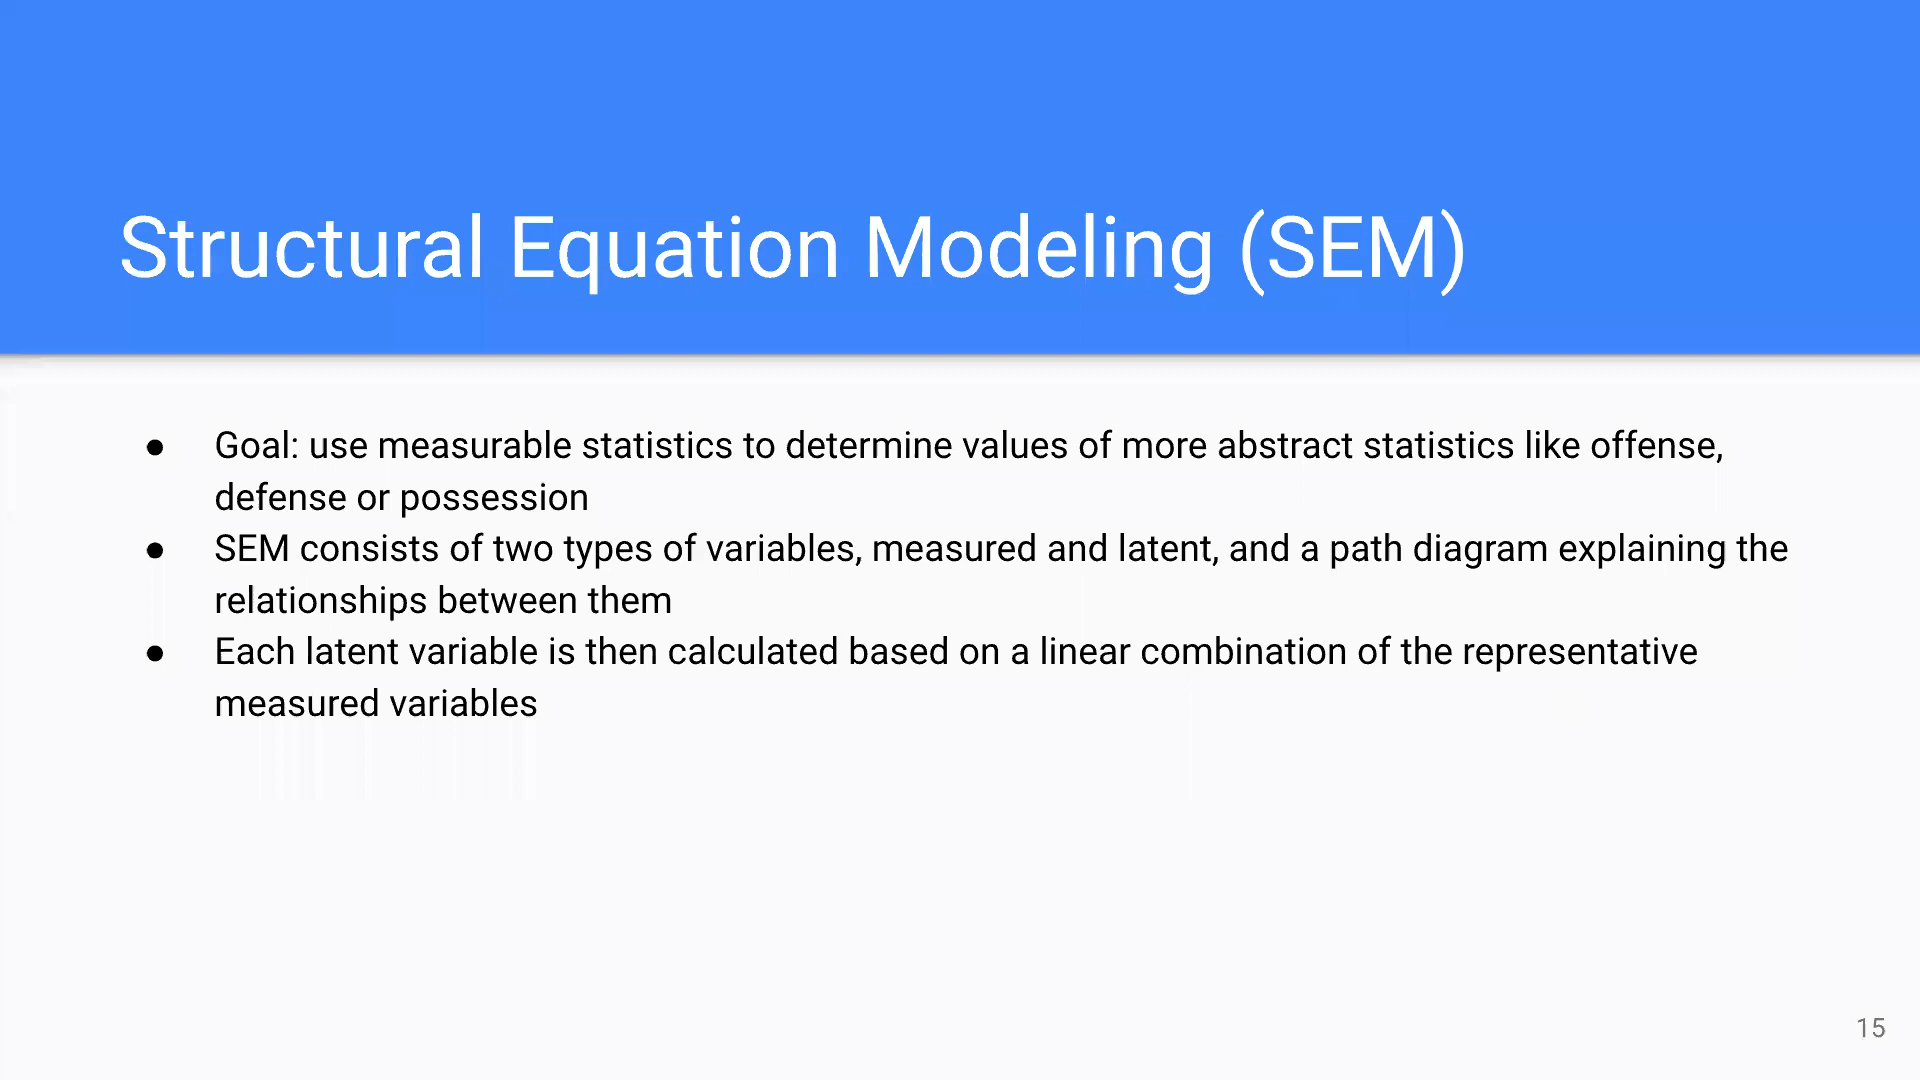 Structural Equation Modeling (SEM)
● Goal: use measurable statistics to determine values of more abstract statistics like offense,
defense or possession
● SEM consists of two types of variables, measured and latent, and a path diagram explaining the
relationships between them
● Each latent variable is then calculated based on a linear combination of the representative
measured variables
15